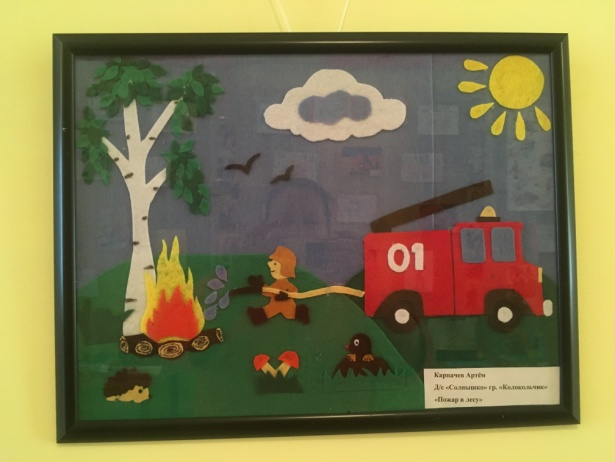 01
Карпачев Артём
Д/с «Солнышко» гр. «Колокольчик»
«Пожар в лесу»